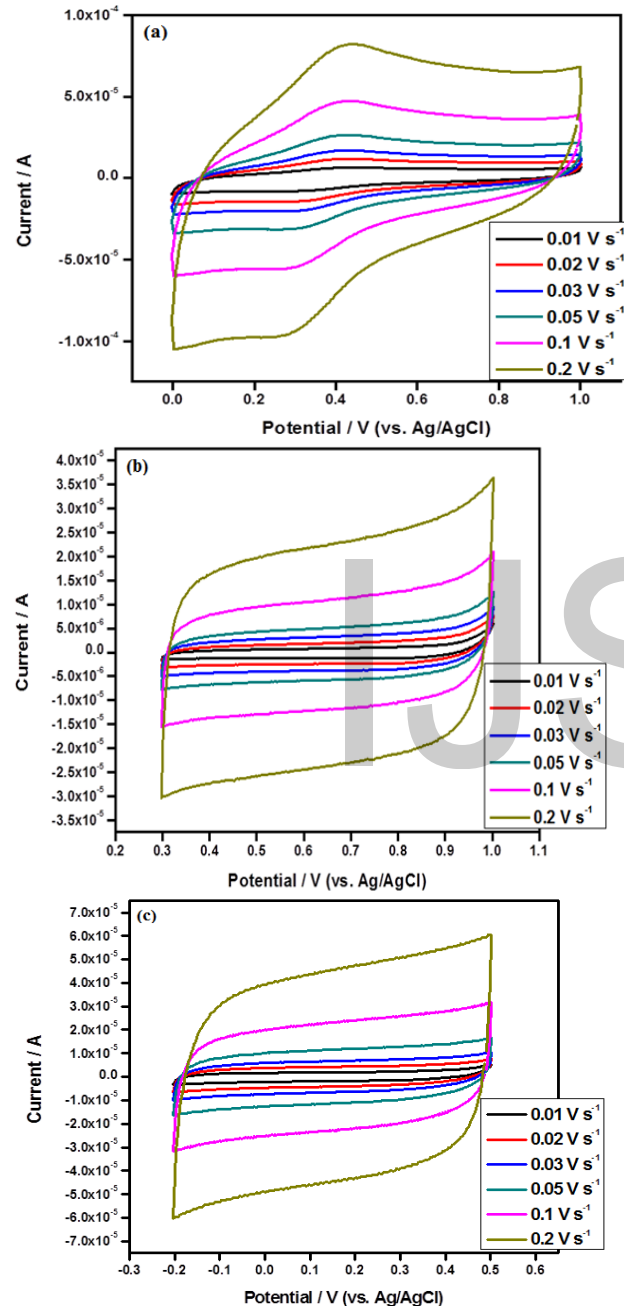 (a)
1.0x10⁻⁴
5.0x10⁻⁵
0.0
-5.0x10⁻⁵
-1.0x10⁻⁴
Current / A
0.01 V s⁻¹
0.02 V s⁻¹
0.03 V s⁻¹
0.05 V s⁻¹
0.1 V s⁻¹
0.2 V s⁻¹
0.0 0.2 0.4 0.6 0.8 1.0
Potential / V (vs. Ag/AgCl)
(b)
4.0x10⁻⁵
3.5x10⁻⁵
3.0x10⁻⁵
2.5x10⁻⁵
2.0x10⁻⁵
1.5x10⁻⁵
1.0x10⁻⁵
5.0x10⁻⁶
0.0
-5.0x10⁻⁶
-1.0x10⁻⁵
-1.5x10⁻⁵
-2.0x10⁻⁵
-2.5x10⁻⁵
-3.0x10⁻⁵
-3.5x10⁻⁵
Current / A
IJS
0.01 V s⁻¹
0.02 V s⁻¹
0.03 V s⁻¹
0.05 V s⁻¹
0.1 V s⁻¹
0.2 V s⁻¹
0.2 0.3 0.4 0.5 0.6 0.7 0.8 0.9 1.0 1.1
Potential / V (vs. Ag/AgCl)
(c)
7.0x10⁻⁵
6.0x10⁻⁵
5.0x10⁻⁵
4.0x10⁻⁵
3.0x10⁻⁵
2.0x10⁻⁵
1.0x10⁻⁵
0.0
-1.0x10⁻⁵
-2.0x10⁻⁵
-3.0x10⁻⁵
-4.0x10⁻⁵
-5.0x10⁻⁵
-6.0x10⁻⁵
-7.0x10⁻⁵
Current / A
0.01 V s⁻¹
0.02 V s⁻¹
0.03 V s⁻¹
0.05 V s⁻¹
0.1 V s⁻¹
0.2 V s⁻¹
-0.3 -0.2 -0.1 0.0 0.1 0.2 0.3 0.4 0.5 0.6
Potential / V (vs. Ag/AgCl)